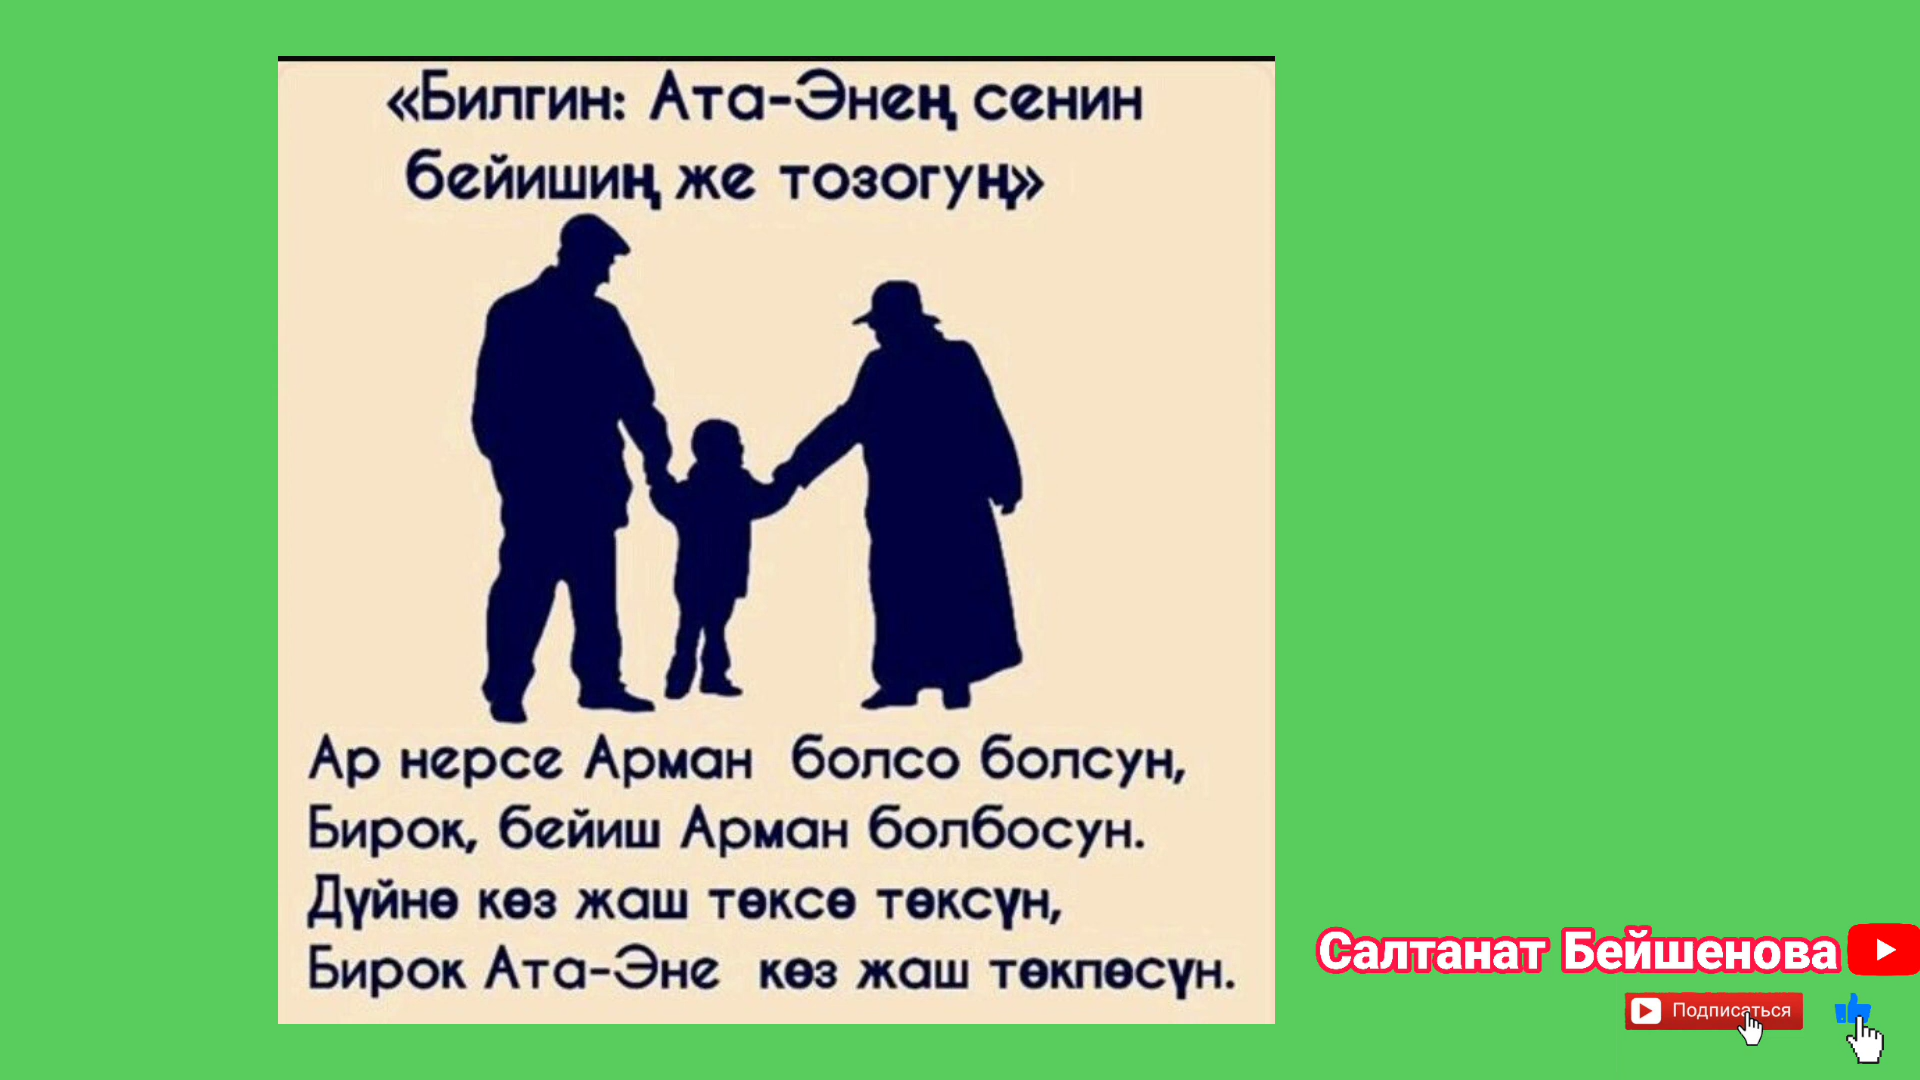 «Билгин: Ата-Энең сенин
бейишиң же тозогуң»
Ар нерсе Арман болсо болсун,
Бирок, бейиш Арман болбосун.
Дүйнө көз жаш төксө төксүн,
Бирок Ата-Эне көз жаш төкпөсүн.
Салтанат Бейшенова
Подписаться